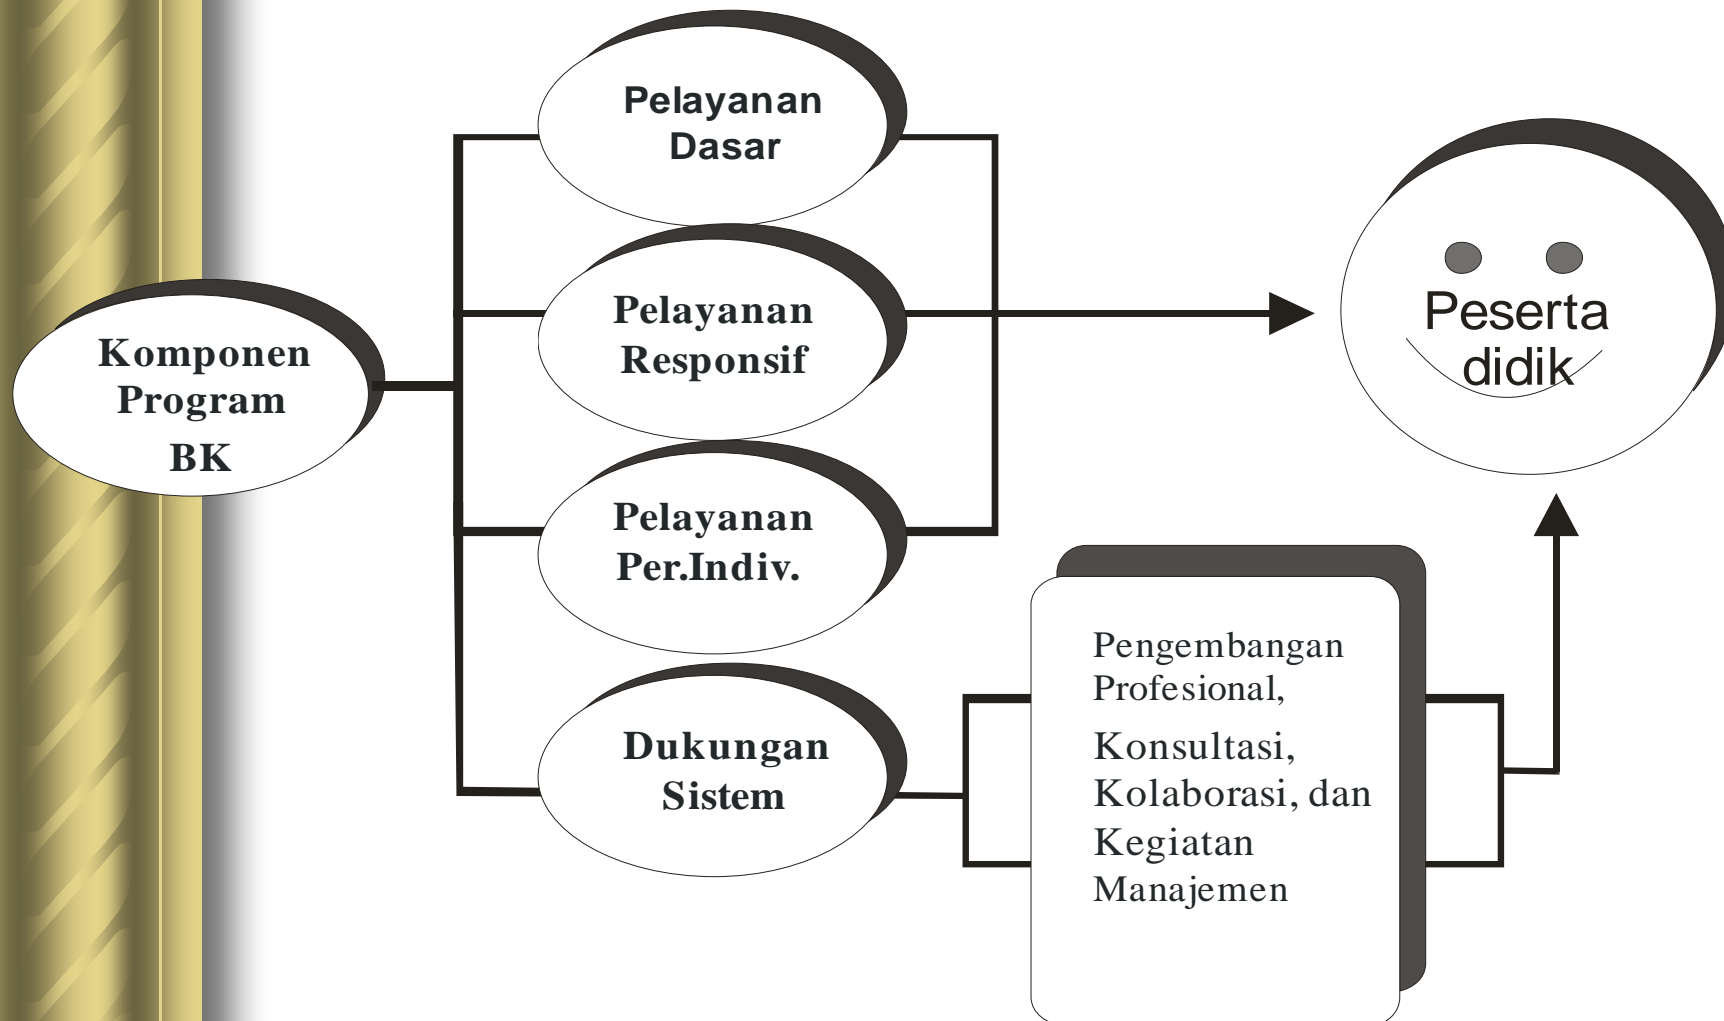 Komponen
Program
BK
Pelayanan
Dasar
Pelayanan
Responsif
Pelayanan
Per.Indiv.
Dukungan
Sistem
Pengembangan
Profesional,
Konsultasi,
Kolaborasi, dan
Kegiatan
Manajemen
Peserta
didik